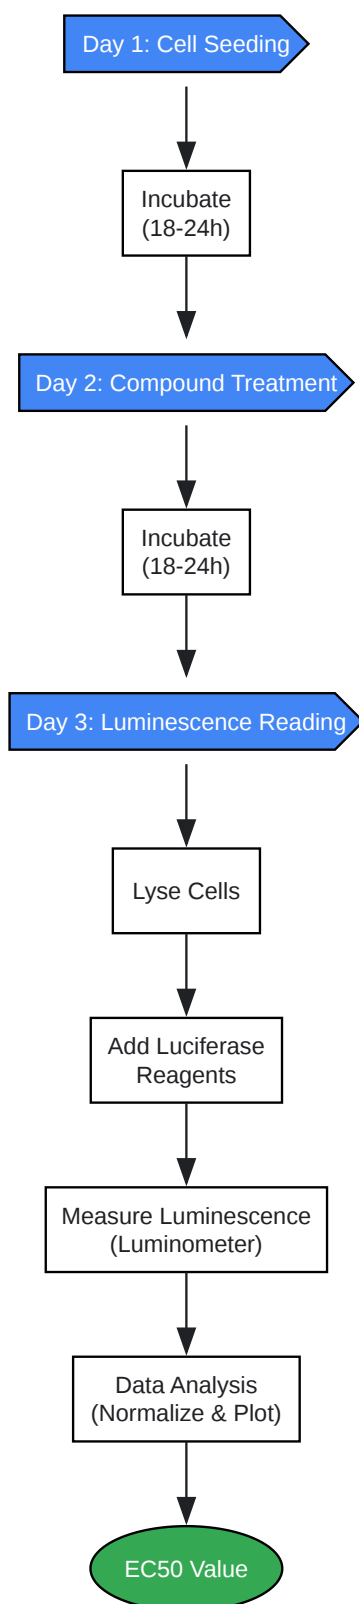 Day 1: Cell Seeding
Incubate
(18-24h)
Day 2: Compound Treatment
Incubate
(18-24h)
Day 3: Luminescence Reading
Lyse Cells
Add Luciferase
Reagents
Measure Luminescence
(Luminometer)
Data Analysis
(Normalize & Plot)
EC50 Value